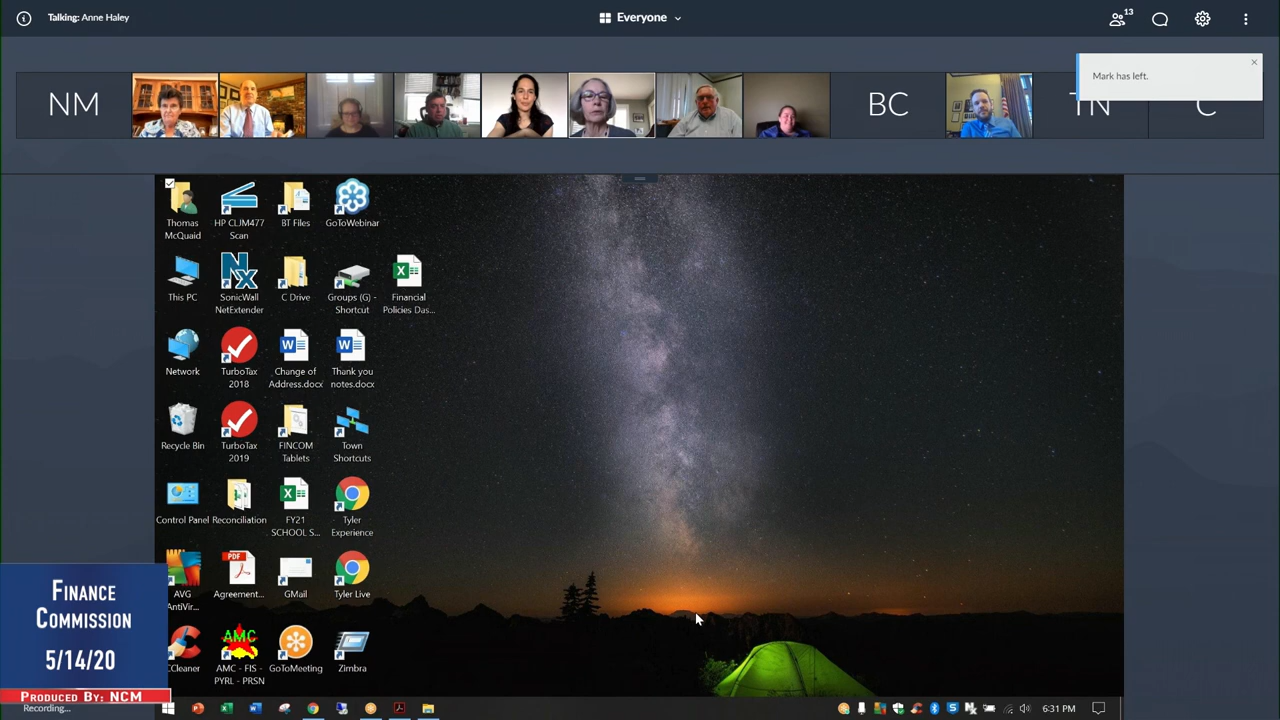 Talking: Anne Haley
Everyone
13
Mark has left.
NM
BC
TN
C
Thomas
McQuaid
HP CLJM477
Scan
BT Files
GoToWebinar
This PC
SonicWall
NetExtender
C Drive
Groups (G) -
Shortcut
Financial
Policies Das...
Network
TurboTax
2018
Change of
Address.docx
Thank you
notes.docx
Recycle Bin
TurboTax
2019
FINCOM
Tablets
Town
Shortcuts
Control Panel
Reconciliation
FY21
SCHOOL S...
Tyler
Experience
AVG
AntiVir...
PDF
Agreement...
GMail
Tyler Live
CCleaner
AMC
AMC - FIS -
PYRL - PRSN
GoToMeeting
Zimbra
FINANCE
COMMISSION
5/14/20
PRODUCED BY: NCM
Recording...
6:31 PM